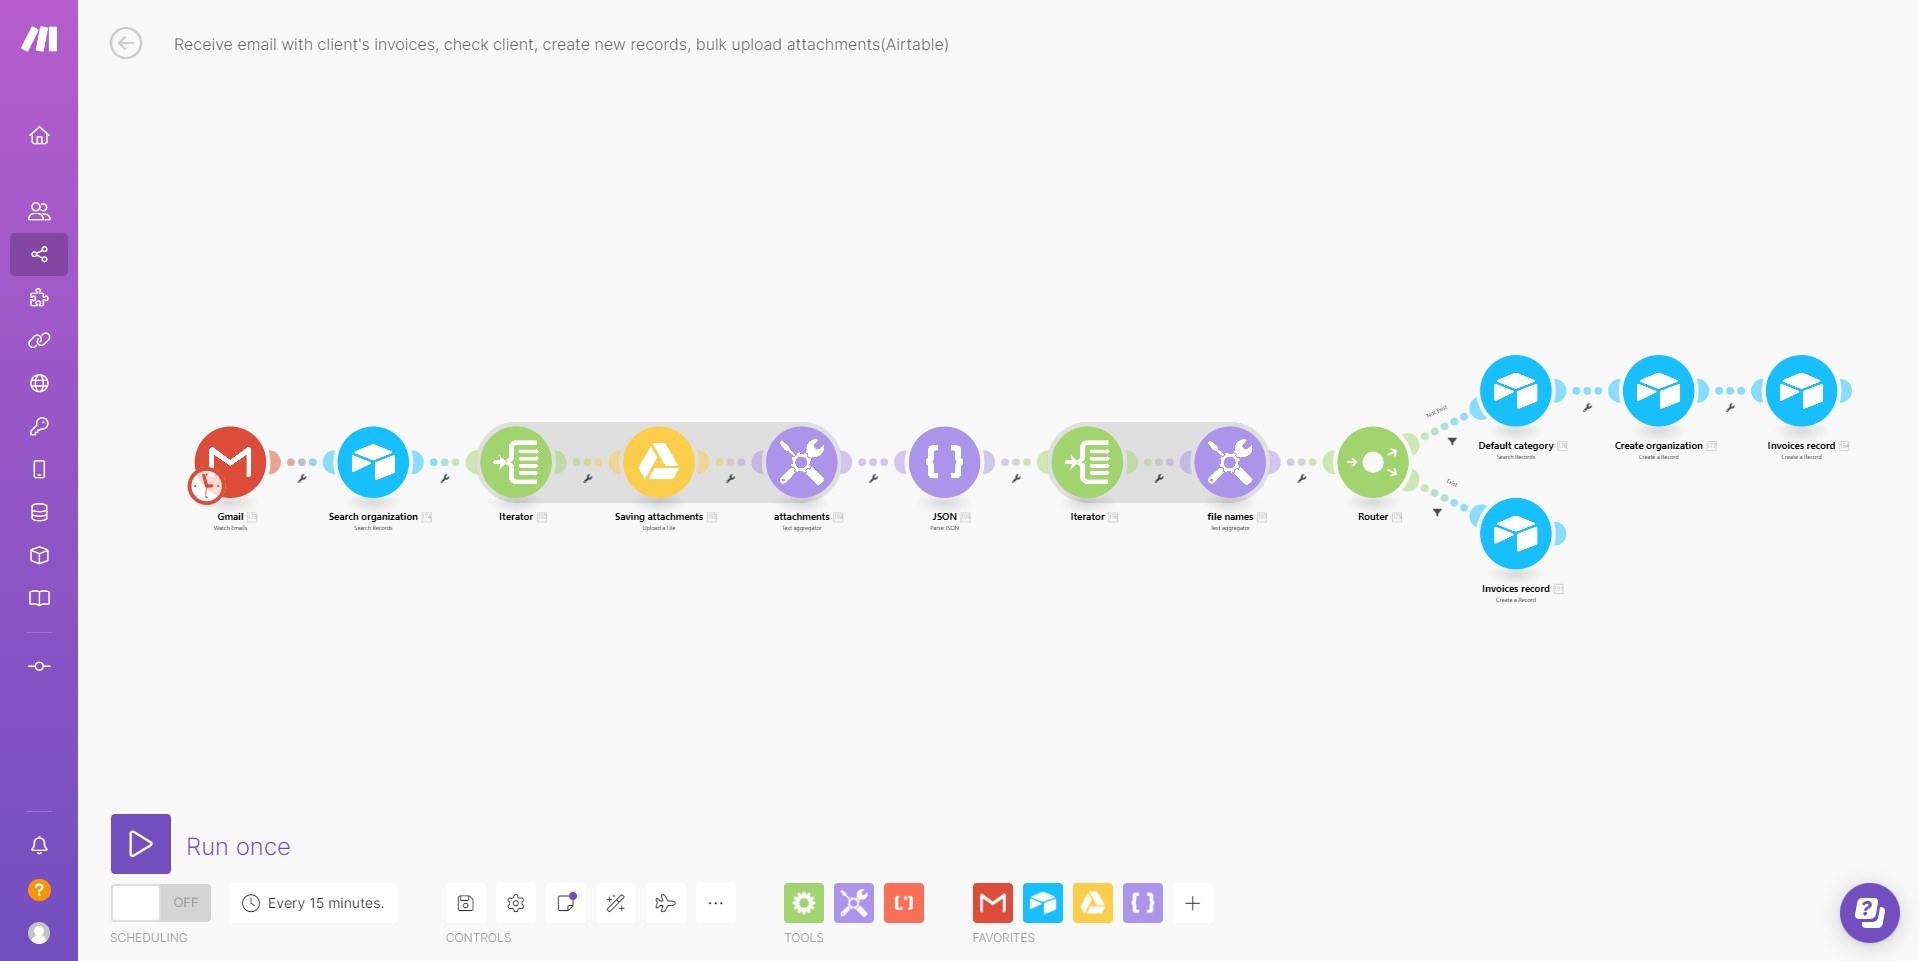 Receive email with client's invoices, check client, create new records, bulk upload attachments(Airtable)
Not Exist
Exist
Gmail
Watch Emails
Search organization
Search Records
Iterator
Saving attachments
Upload a File
attachments
Text aggregator
JSON
Parse JSON
Iterator
file names
Text aggregator
Router
Default category
Search Records
Create organization
Create a Record
Invoices record
Create a Record
Invoices record
Create a Record
Run once
OFF
Every 15 minutes.
SCHEDULING
CONTROLS
TOOLS
FAVORITES